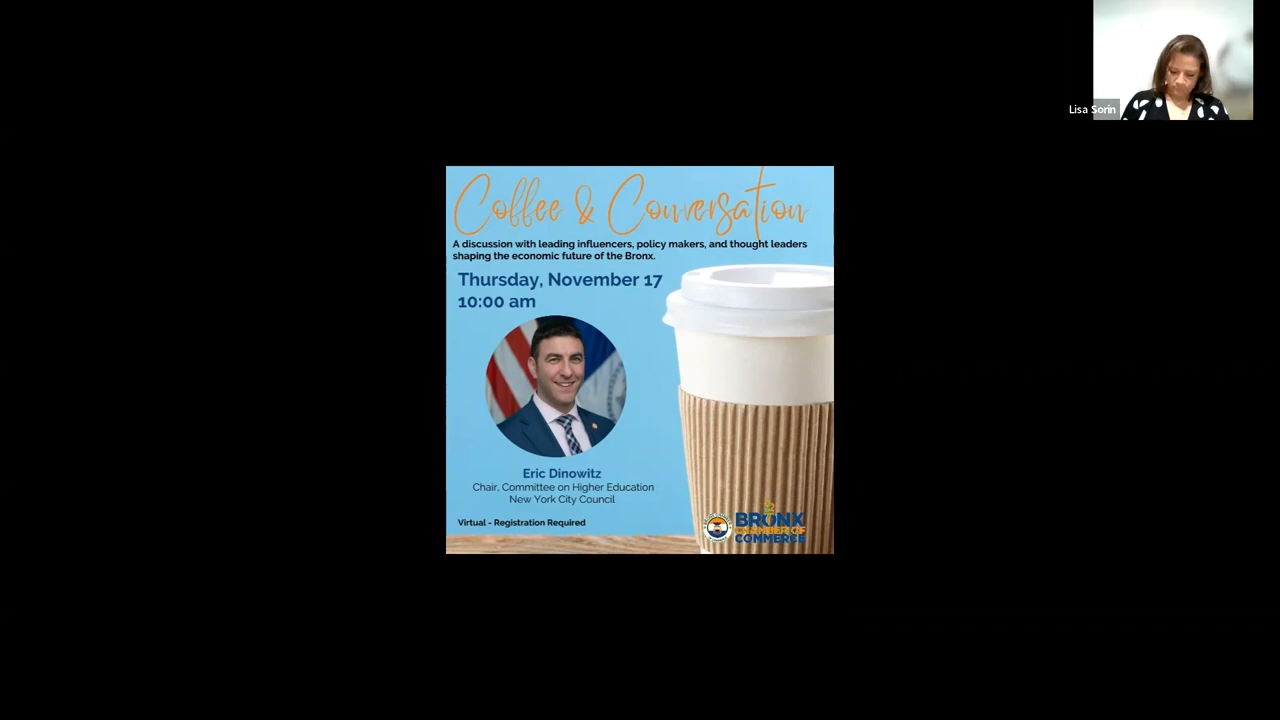 Lisa Sorin
Coffee & Conversation
A discussion with leading influencers, policy makers, and thought leaders
shaping the economic future of the Bronx.
Thursday, November 17
10:00 am
Eric Dinowitz
Chair, Committee on Higher Education
New York City Council
Virtual - Registration Required
BRONX
CHAMBER OF
COMMERCE